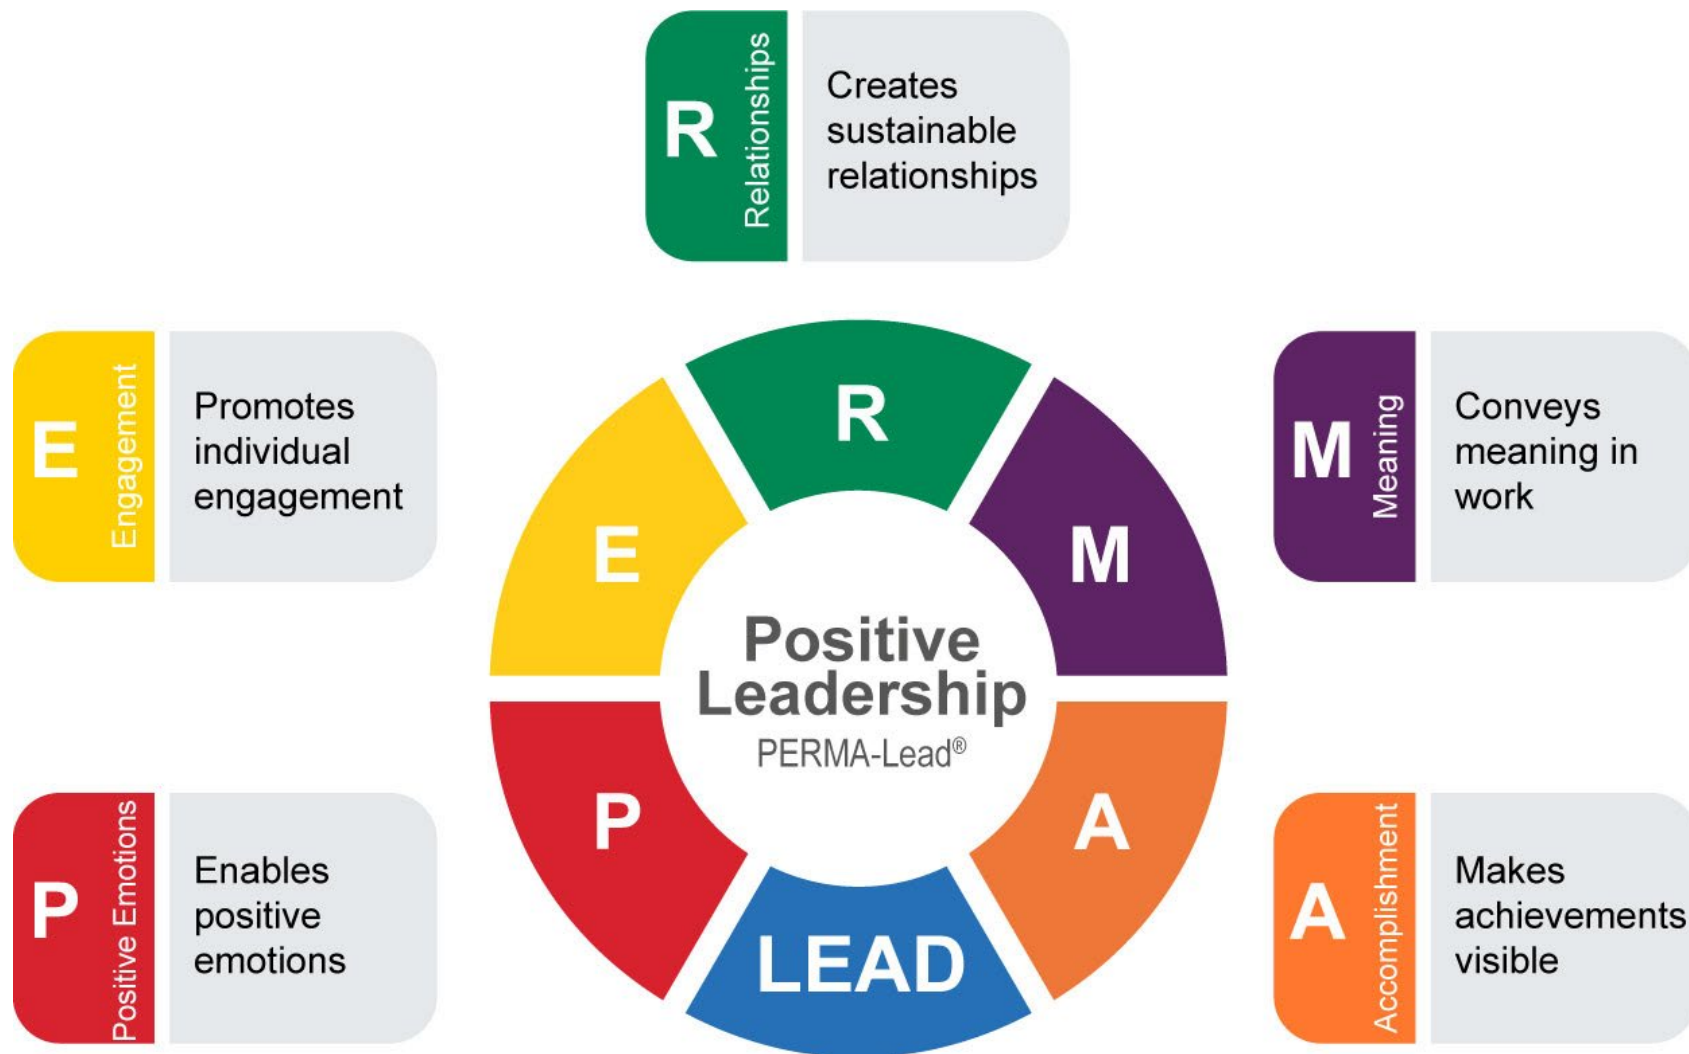 R
Relationships
Creates
sustainable
relationships
E
Engagement
Promotes
individual
engagement
M
Meaning
Conveys
meaning in
work
R
E
M
Positive
Leadership
PERMA-Lead®
P
A
LEAD
P
Positive Emotions
Enables
positive
emotions
A
Accomplishment
Makes
achievements
visible